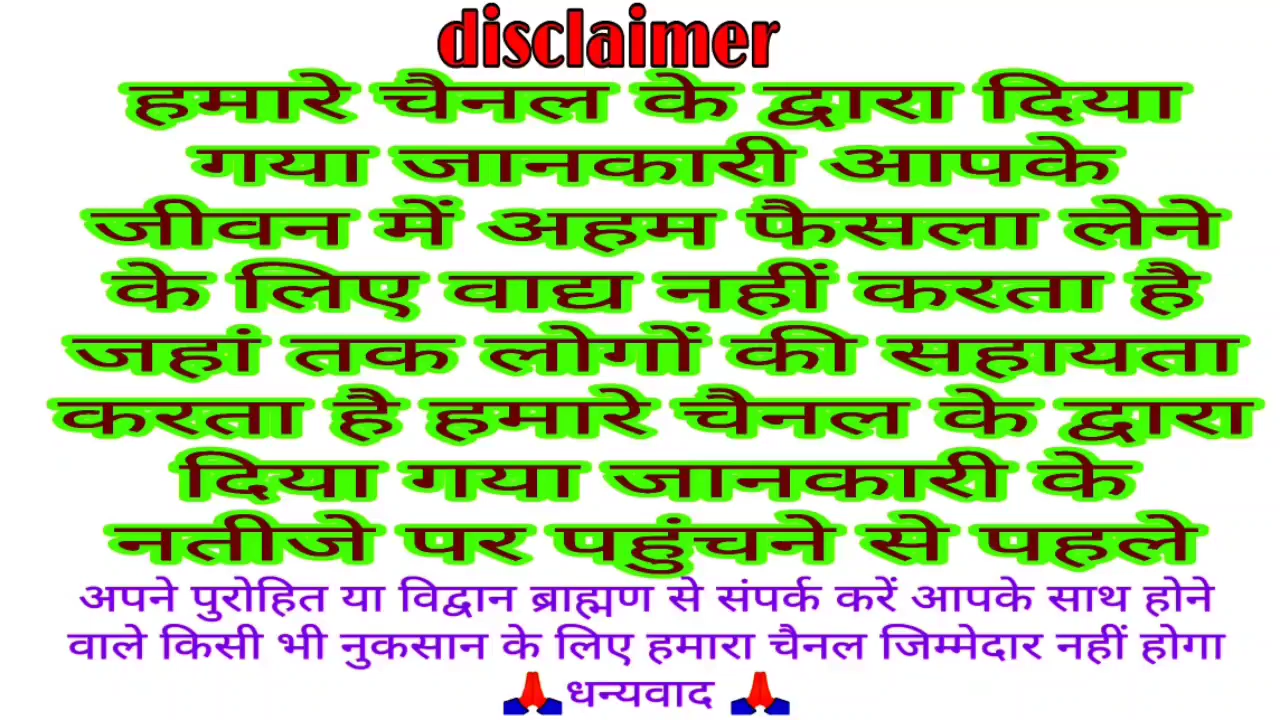 disclaimer
हमारे चैनल के द्वारा दिया
गया जानकारी आपके
जीवन में अहम फैसला लेने
के लिए वाद्य नहीं करता है
जहां तक लोगों की सहायता
करता है हमारे चैनल के द्वारा
दिया गया जानकारी के
नतीजे पर पहुंचने से पहले
अपने पुरोहित या विद्वान ब्राह्मण से संपर्क करें आपके साथ होने
वाले किसी भी नुकसान के लिए हमारा चैनल जिम्मेदार नहीं होगा
🙏धन्यवाद 🙏